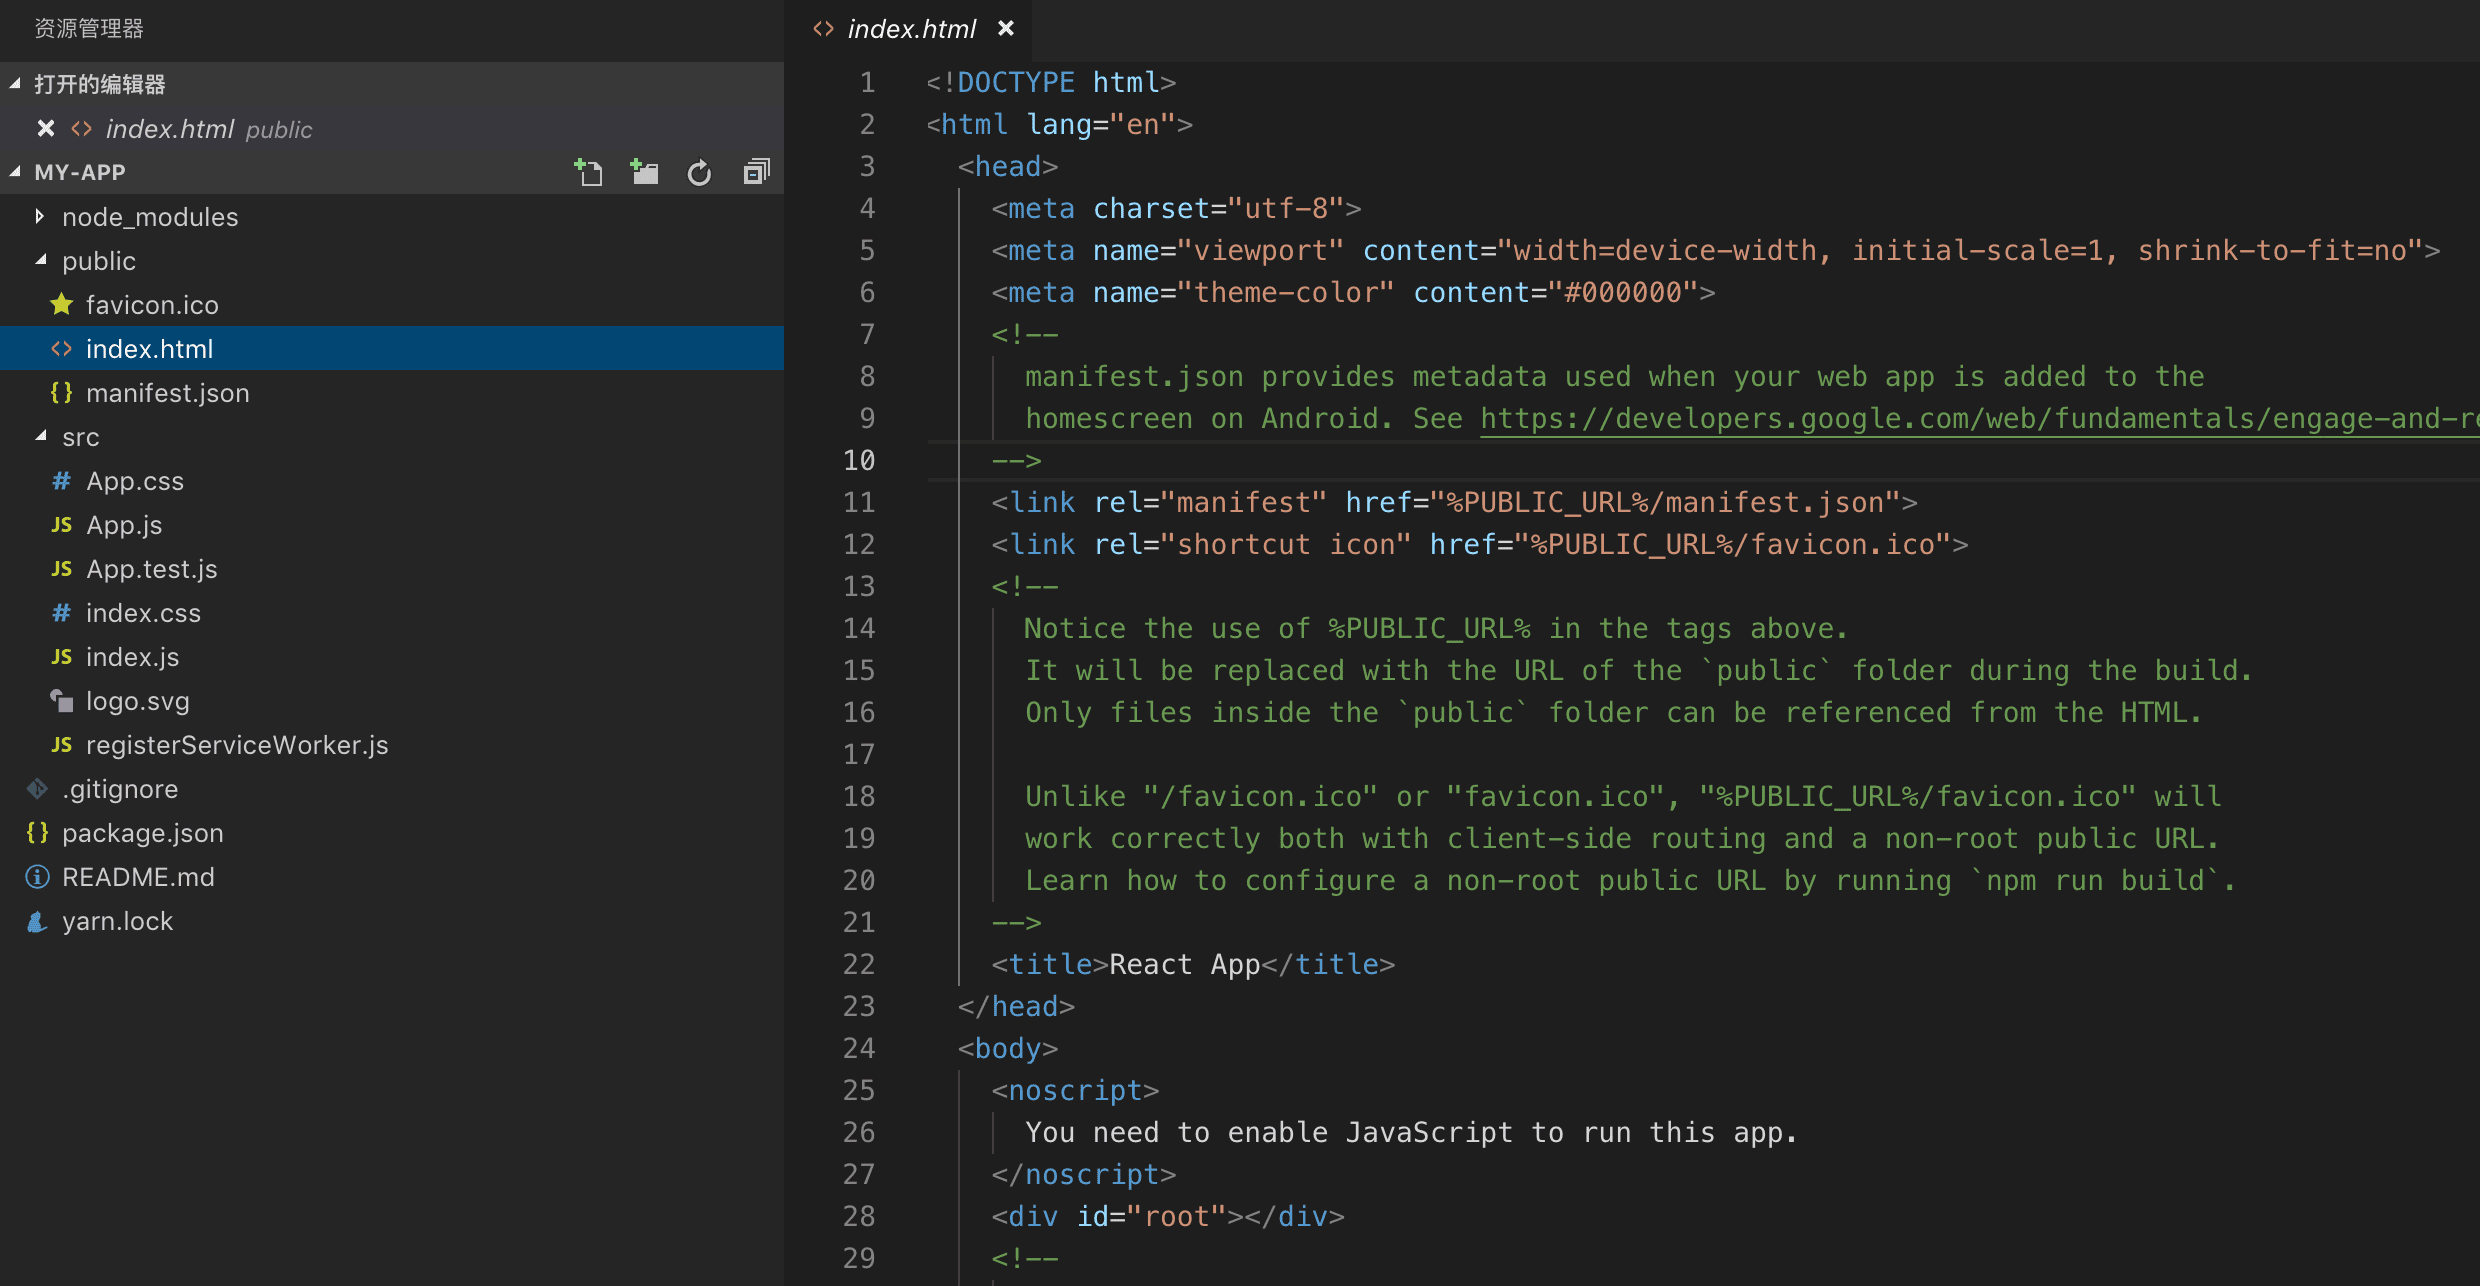 资源管理器
打开的编辑器
index.html public
MY-APP
node_modules
public
favicon.ico
index.html
manifest.json
src
App.css
App.js
App.test.js
index.css
index.js
logo.svg
registerServiceWorker.js
.gitignore
package.json
README.md
yarn.lock
index.html
1 <!DOCTYPE html>
2 <html lang="en">
3 <head>
4 <meta charset="utf-8">
5 <meta name="viewport" content="width=device-width, initial-scale=1, shrink-to-fit=no">
6 <meta name="theme-color" content="#000000">
7 <!--
8 manifest.json provides metadata used when your web app is added to the
9 homescreen on Android. See https://developers.google.com/web/fundamentals/engage-and-re
10 -->
11 <link rel="manifest" href="%PUBLIC_URL%/manifest.json">
12 <link rel="shortcut icon" href="%PUBLIC_URL%/favicon.ico">
13 <!--
14 Notice the use of %PUBLIC_URL% in the tags above.
15 It will be replaced with the URL of the `public` folder during the build.
16 Only files inside the `public` folder can be referenced from the HTML.
17
18 Unlike "/favicon.ico" or "favicon.ico", "%PUBLIC_URL%/favicon.ico" will
19 work correctly both with client-side routing and a non-root public URL.
20 Learn how to configure a non-root public URL by running `npm run build`.
21 -->
22 <title>React App</title>
23 </head>
24 <body>
25 <noscript>
26 You need to enable JavaScript to run this app.
27 </noscript>
28 <div id="root"></div>
29 <!--